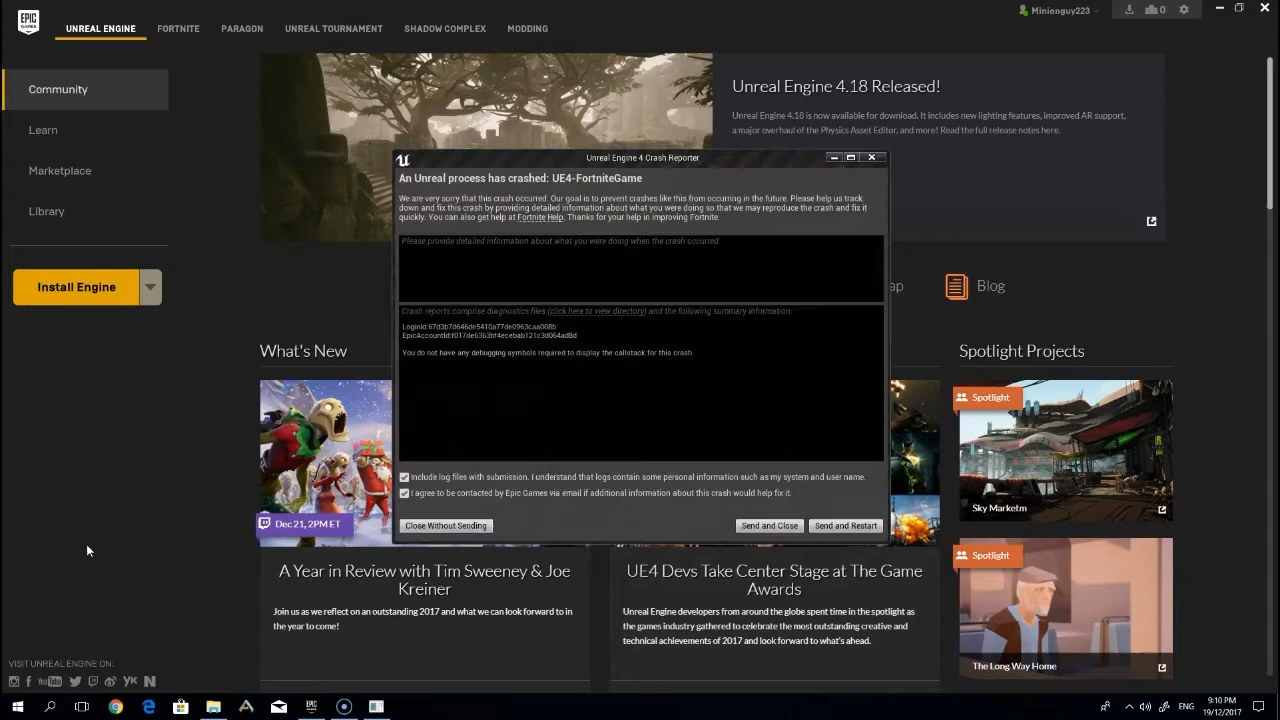 EPIC
GAMES
UNREAL ENGINE
FORTNITE
PARAGON
UNREAL TOURNAMENT
SHADOW COMPLEX
MODDING
Minionguy223
0
Community
Learn
Marketplace
Library
Install Engine
Unreal Engine 4.18 Released!
Unreal Engine 4.18 is now available for download. It includes new lighting features, improved AR support,
a major overhaul of the Physics Asset Editor, and more! Read the full release notes here.
Unreal Engine 4 Crash Reporter
An Unreal process has crashed: UE4-FortniteGame
We are very sorry that this crash occurred. Our goal is to prevent crashes like this from occurring in the future. Please help us track
down and fix this crash by providing detailed information about what you were doing so that we may reproduce the crash and fix it
quickly. You can also get help at Fortnite Help. Thanks for your help in improving Fortnite.
Please provide detailed information about what you were doing when the crash occurred.
Crash reports comprise diagnostics files (click here to view directory) and the following summary information:
LoginId:67d3b7d646de5410a77de0963caa008b
You do not have any debugging symbols required to display the callstack for this crash
Include log files with submission. I understand that logs contain some personal information such as my system and user name.
I agree to be contacted by Epic Games via email if additional information about this crash would help fix it.
Close Without Sending
Send and Close
Send and Restart
ap
Blog
What's New
Spotlight Projects
Dec 21, 2PM ET
Spotlight
Sky Marketm
Spotlight
The Long Way Home
A Year in Review with Tim Sweeney & Joe
Kreiner
Join us as we reflect on an outstanding 2017 and what we can look forward to in
the year to come!
UE4 Devs Take Center Stage at The Game
Awards
Unreal Engine developers from around the globe spent time in the spotlight as
the games industry gathered to celebrate the most outstanding creative and
technical achievements of 2017 and look forward to what's ahead.
VISIT UNREAL ENGINE ON:
ENG
9:10 PM
19/12/2017